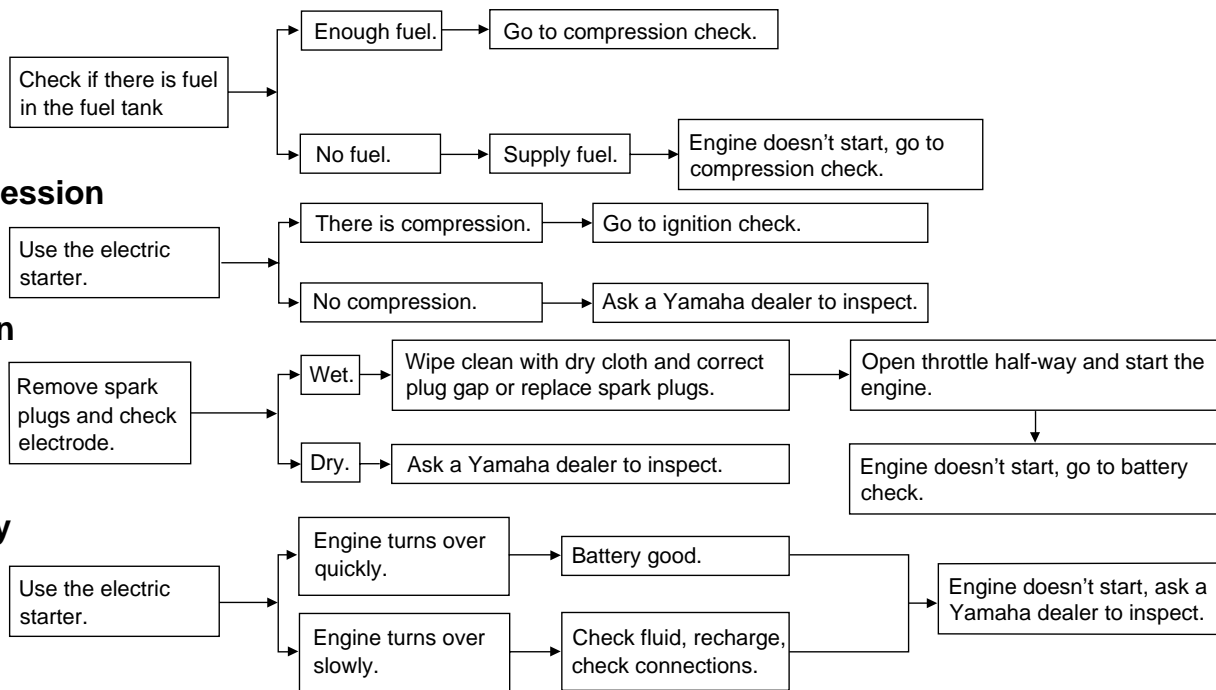 Enough fuel.
Go to compression check.
Check if there is fuel
in the fuel tank
No fuel.
Supply fuel.
Engine doesn’t start, go to
compression check.
ession
Use the electric
starter.
There is compression.
Go to ignition check.
No compression.
Ask a Yamaha dealer to inspect.
n
Remove spark
plugs and check
electrode.
Wet.
Wipe clean with dry cloth and correct
plug gap or replace spark plugs.
Open throttle half-way and start the
engine.
Dry.
Ask a Yamaha dealer to inspect.
Engine doesn’t start, go to battery
check.
y
Use the electric
starter.
Engine turns over
quickly.
Battery good.
Engine turns over
slowly.
Check fluid, recharge,
check connections.
Engine doesn’t start, ask a
Yamaha dealer to inspect.